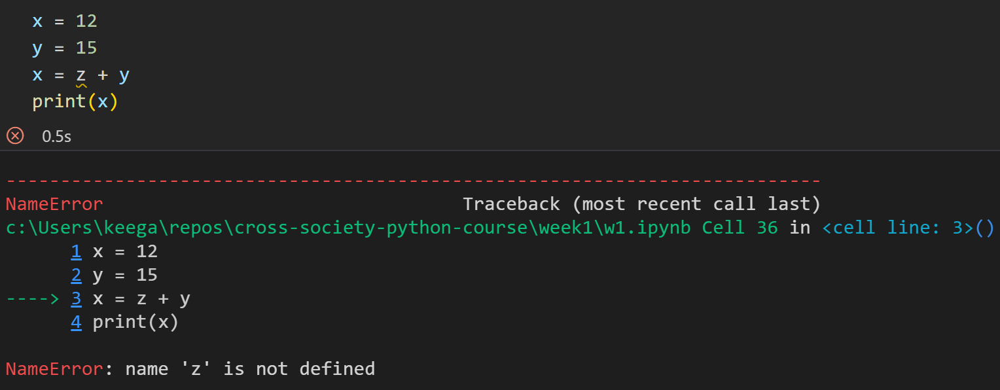 x = 12
y = 15
x = z + y
print(x)
0.5s
---------------------------------------------------------------------------
NameError                                 Traceback (most recent call last)
c:\Users\keega\repos\cross-society-python-course\week1\w1.ipynb Cell 36 in <cell line: 3>()
      1 x = 12
      2 y = 15
----> 3 x = z + y
      4 print(x)
NameError: name 'z' is not defined